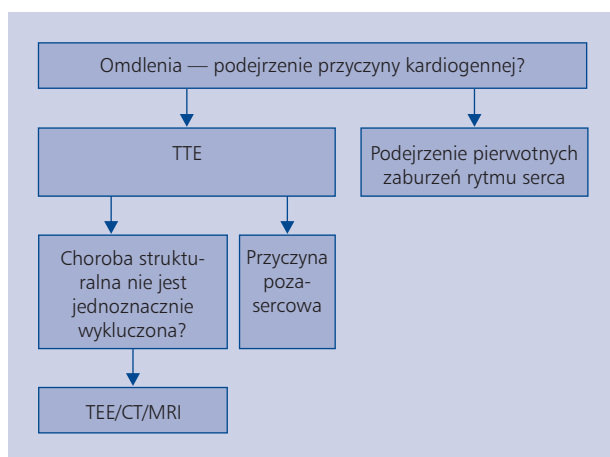 Omdlenia — podejrzenie przyczyny kardiogennej?
TTE
Podejrzenie pierwotnych
zaburzeń rytmu serca
Choroba struktu-
ralna nie jest
jednoznacznie
wykluczona?
Przyczyna
poza-
sercowa
TEE/CT/MRI